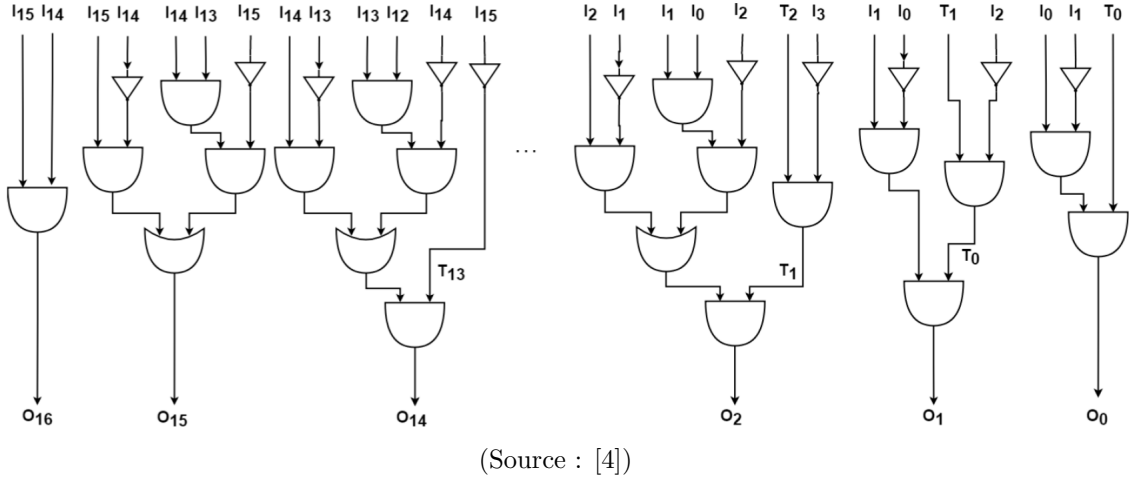 I15 I14 I15 I14 I14 I13 I15 I14 I13 I13 I12 I14 I15 I2 I1 I1 I0 I2 T2 I3 I1 I0 T1 I2 I0 I1 T0
...
T13 T1 T0
O16 O15 O14 O2 O1 O0
(Source : [4])